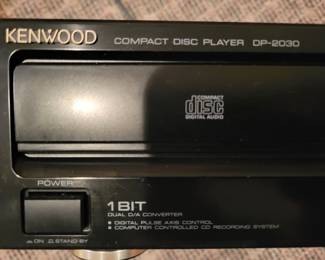 KENWOOD COMPACT DISC PLAYER DP-2030
COMPACT
disc
DIGITAL AUDIO
POWER
1 BIT
DUAL D/A CONVERTER
■ DIGITAL PULSE AXIS CONTROL
■ COMPUTER CONTROLLED CD RECORDING SYSTEM
ON STAND-BY